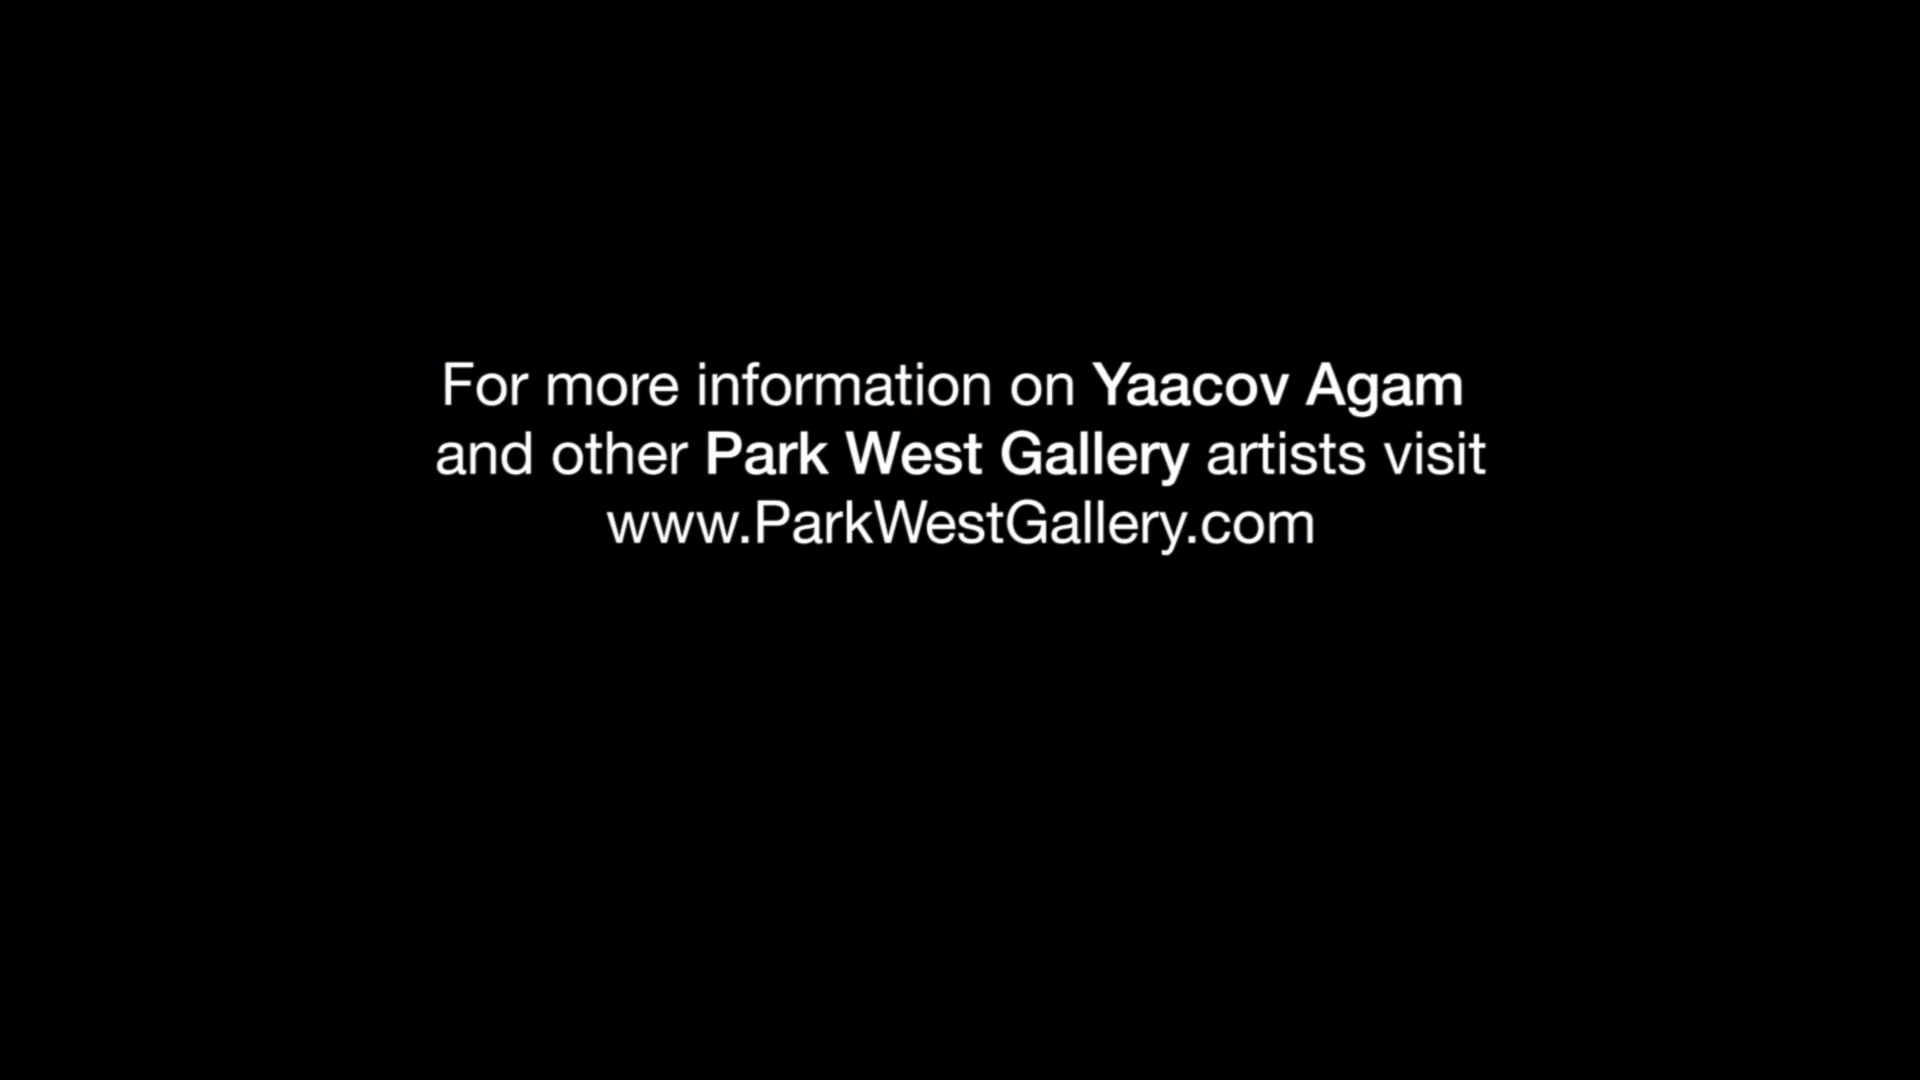 For more information on Yaacov Agam
and other Park West Gallery artists visit
www.ParkWestGallery.com